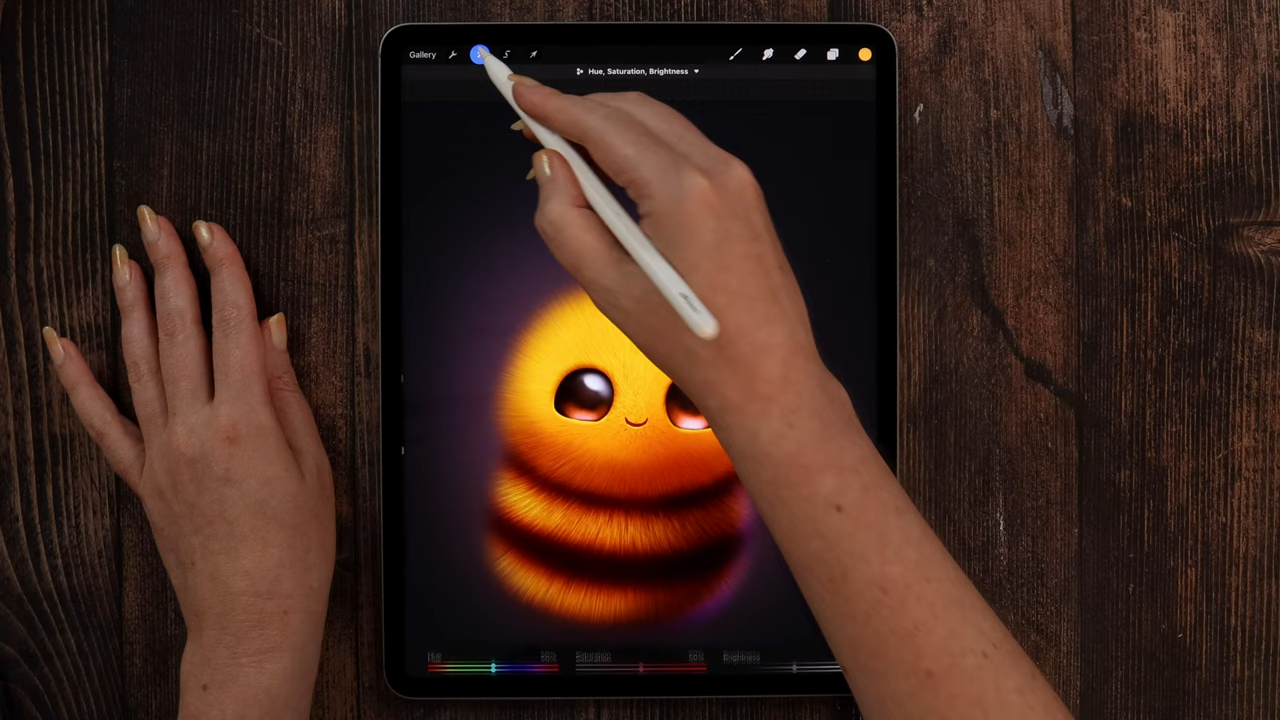 Gallery
Hue, Saturation, Brightness
Hue
Saturation
Brightness